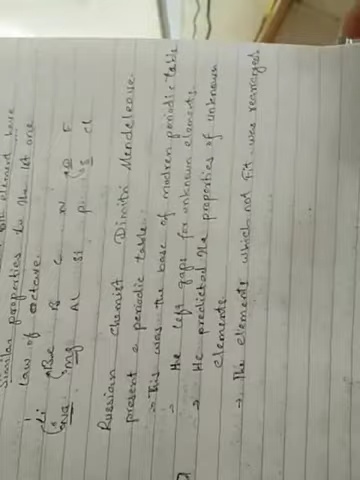 8th element have
Similar properties to the 1st one
Law of octave.
Li Be B C N O F
Na Mg Al Si P S Cl
Russian chemist Dimitri Mendeleave.
present a periodic table.
→ This was the base of modren periodic table
→ He left gaps for unknown elements.
→ He predicted the properties of unknown
elements.
→ The elements which not Fit was rearranged.